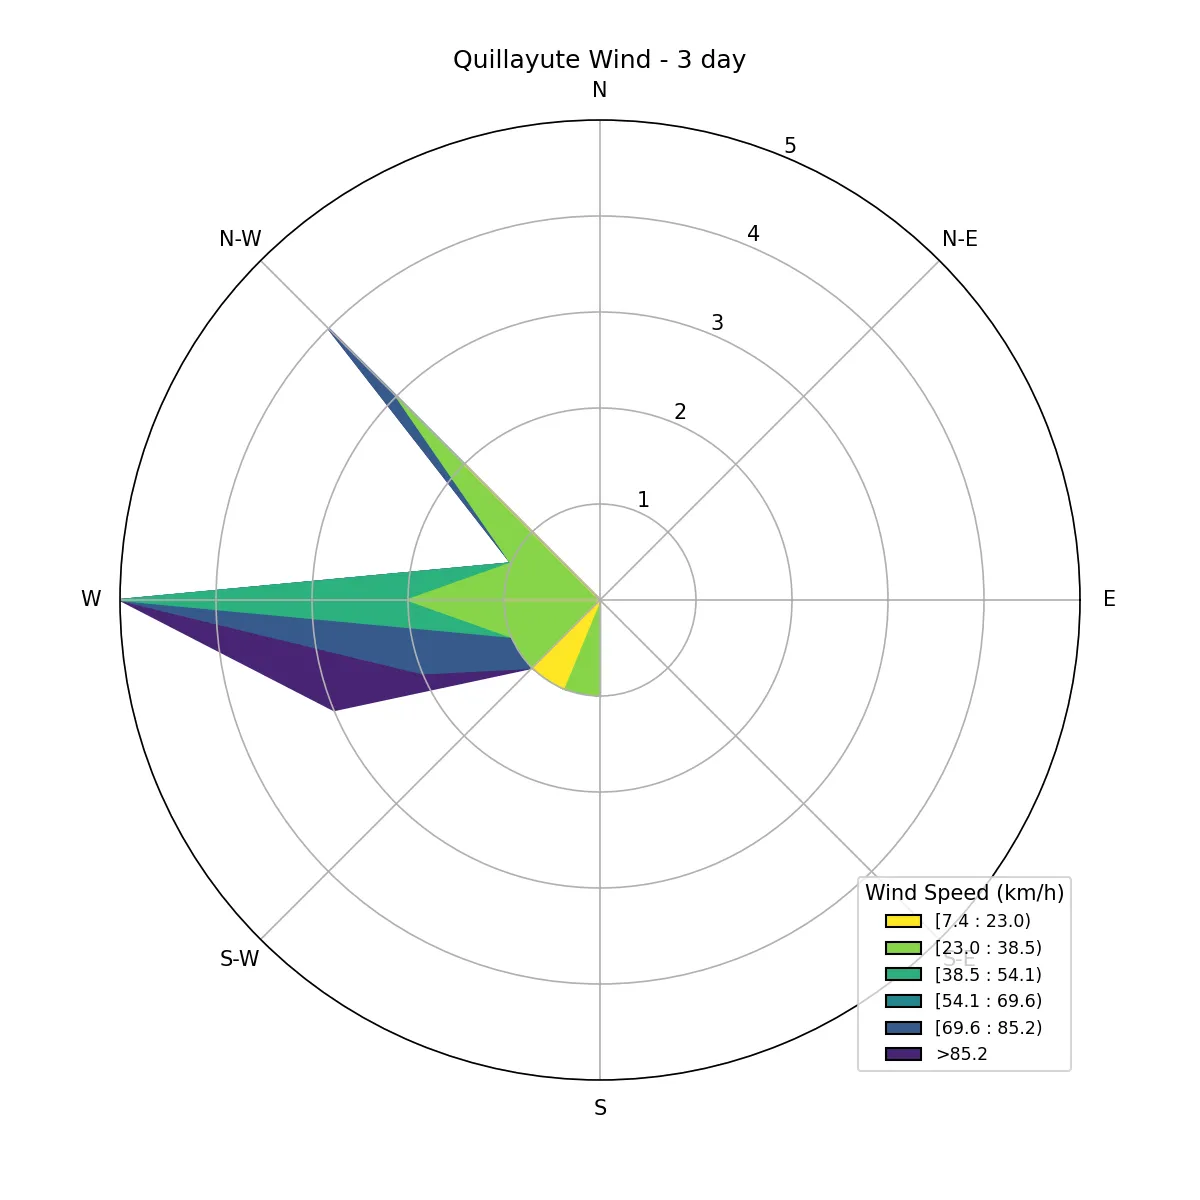 Quillayute Wind - 3 day
N
5
N-W
N-E
4
3
2
1
W
E
S-W
S-E
S
Wind Speed (km/h)
[7.4 : 23.0)
[23.0 : 38.5)
[38.5 : 54.1)
[54.1 : 69.6)
[69.6 : 85.2)
>85.2